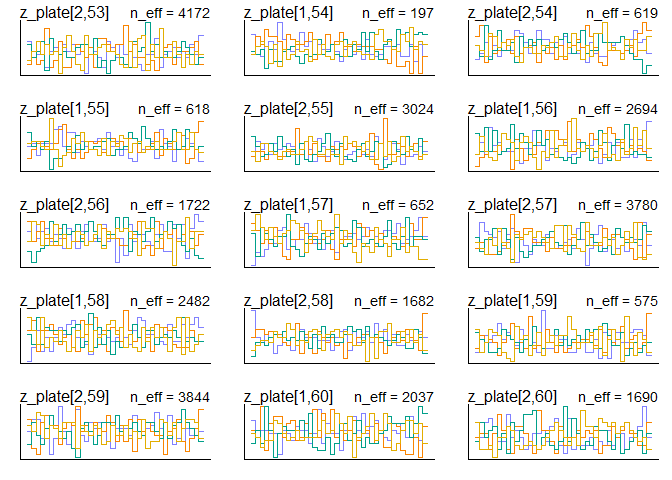 z_plate[2,53] n_eff = 4172 z_plate[1,54] n_eff = 197 z_plate[2,54] n_eff = 619
z_plate[1,55] n_eff = 618 z_plate[2,55] n_eff = 3024 z_plate[1,56] n_eff = 2694
z_plate[2,56] n_eff = 1722 z_plate[1,57] n_eff = 652 z_plate[2,57] n_eff = 3780
z_plate[1,58] n_eff = 2482 z_plate[2,58] n_eff = 1682 z_plate[1,59] n_eff = 575
z_plate[2,59] n_eff = 3844 z_plate[1,60] n_eff = 2037 z_plate[2,60] n_eff = 1690